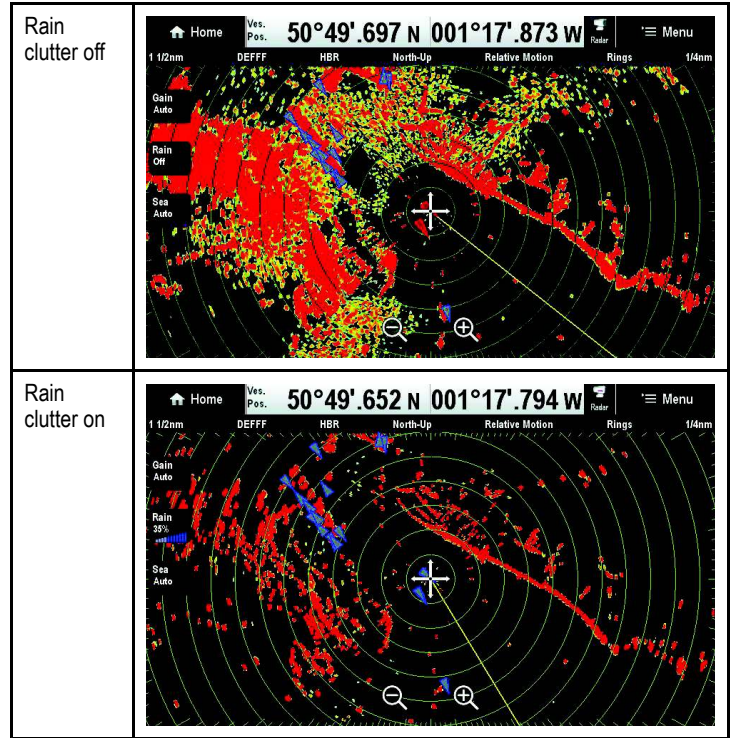 Rain
clutter off
Home
Ves.
Pos.
50°49'.697 N
001°17'.873 W
Radar
Menu
1 1/2nm
DEFFF
HBR
North-Up
Relative Motion
Rings
1/4nm
Gain
Auto
Rain
Off
Sea
Auto
Rain
clutter on
Home
Ves.
Pos.
50°49'.652 N
001°17'.794 W
Radar
Menu
1 1/2nm
DEFFF
HBR
North-Up
Relative Motion
Rings
1/4nm
Gain
Auto
Rain
35%
Sea
Auto